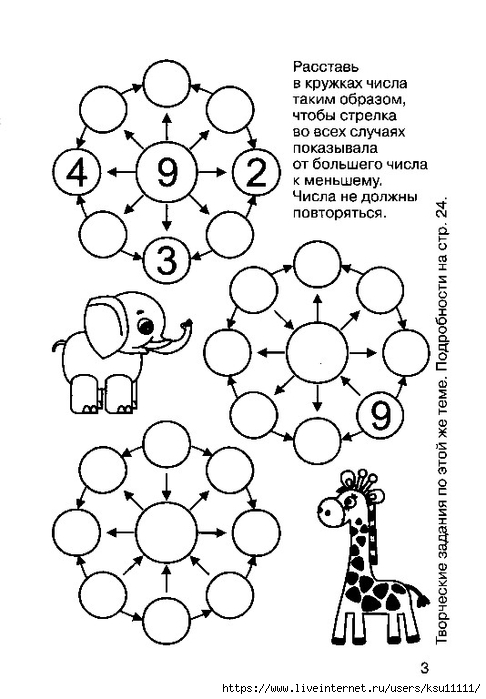 Расставь
в кружках числа
таким образом,
чтобы стрелка
во всех случаях
показывала
от большего числа
к меньшему.
Числа не должны
повторяться.
4 9 2
3
9
Творческие задания по этой же теме. Подробности на стр. 24.
3
https://www.liveinternet.ru/users/ksu11111/